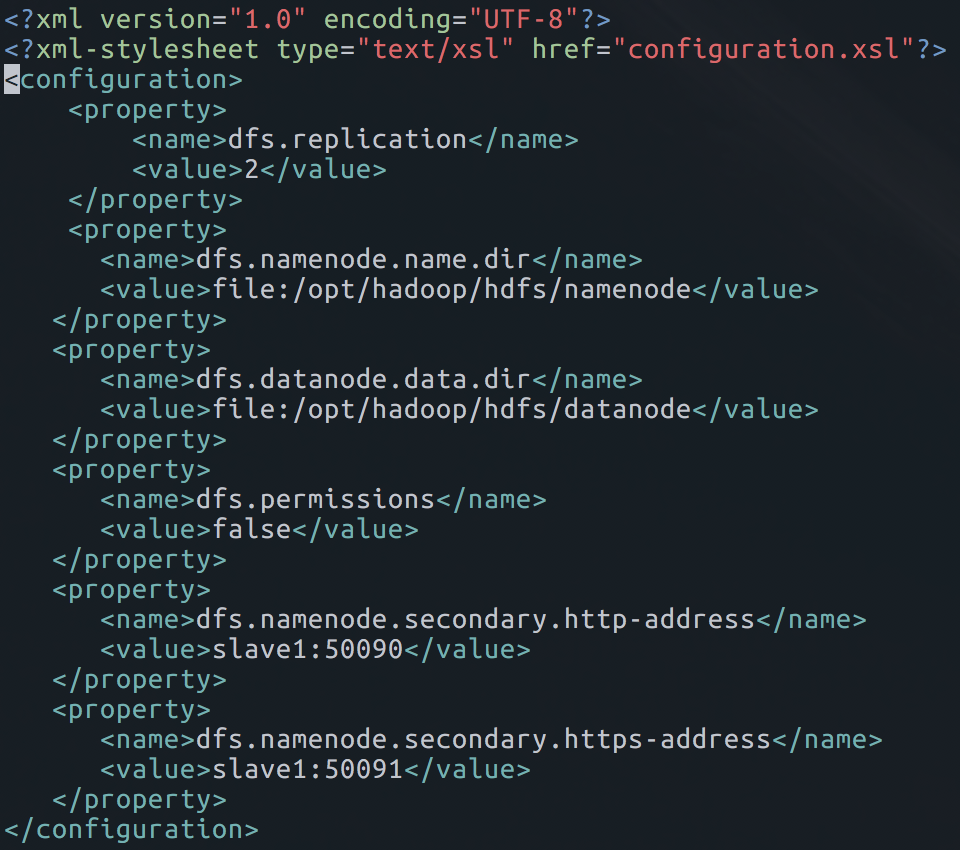 <?xml version="1.0" encoding="UTF-8"?>
<?xml-stylesheet type="text/xsl" href="configuration.xsl"?>
<configuration>
    <property>
        <name>dfs.replication</name>
        <value>2</value>
    </property>
    <property>
      <name>dfs.namenode.name.dir</name>
      <value>file:/opt/hadoop/hdfs/namenode</value>
   </property>
   <property>
      <name>dfs.datanode.data.dir</name>
      <value>file:/opt/hadoop/hdfs/datanode</value>
   </property>
   <property>
      <name>dfs.permissions</name>
      <value>false</value>
   </property>
   <property>
      <name>dfs.namenode.secondary.http-address</name>
      <value>slave1:50090</value>
   </property>
   <property>
      <name>dfs.namenode.secondary.https-address</name>
      <value>slave1:50091</value>
   </property>
</configuration>